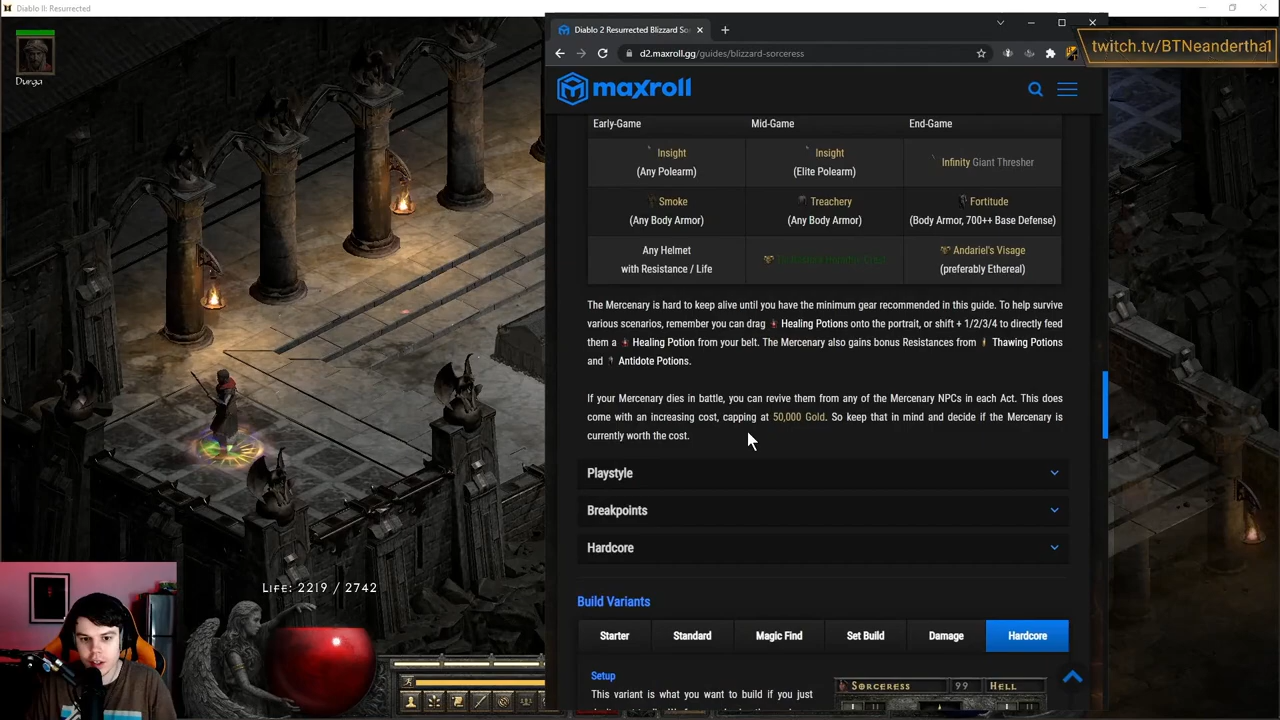 Diablo II: Resurrected
Durga
Diablo 2 Resurrected Blizzard So
d2.maxroll.gg/guides/blizzard-sorceress
twitch.tv/BTNeanderthal
maxroll
Early-Game Mid-Game End-Game
Insight Insight Infinity Giant Thresher
(Any Polearm) (Elite Polearm)
Smoke Treachery Fortitude
(Any Body Armor) (Any Body Armor) (Body Armor, 700++ Base Defense)
Any Helmet Andariel's Visage
with Resistance / Life (preferably Ethereal)
The Mercenary is hard to keep alive until you have the minimum gear recommended in this guide. To help survive
various scenarios, remember you can drag Healing Potions onto the portrait, or shift + 1/2/3/4 to directly feed
them a Healing Potion from your belt. The Mercenary also gains bonus Resistances from Thawing Potions
and Antidote Potions.
If your Mercenary dies in battle, you can revive them from any of the Mercenary NPCs in each Act. This does
come with an increasing cost, capping at 50,000 Gold. So keep that in mind and decide if the Mercenary is
currently worth the cost.
Playstyle
Breakpoints
Hardcore
Life: 2219 / 2742
Build Variants
Starter Standard Magic Find Set Build Damage Hardcore
Setup
This variant is what you want to build if you just
Sorceress 99 Hell